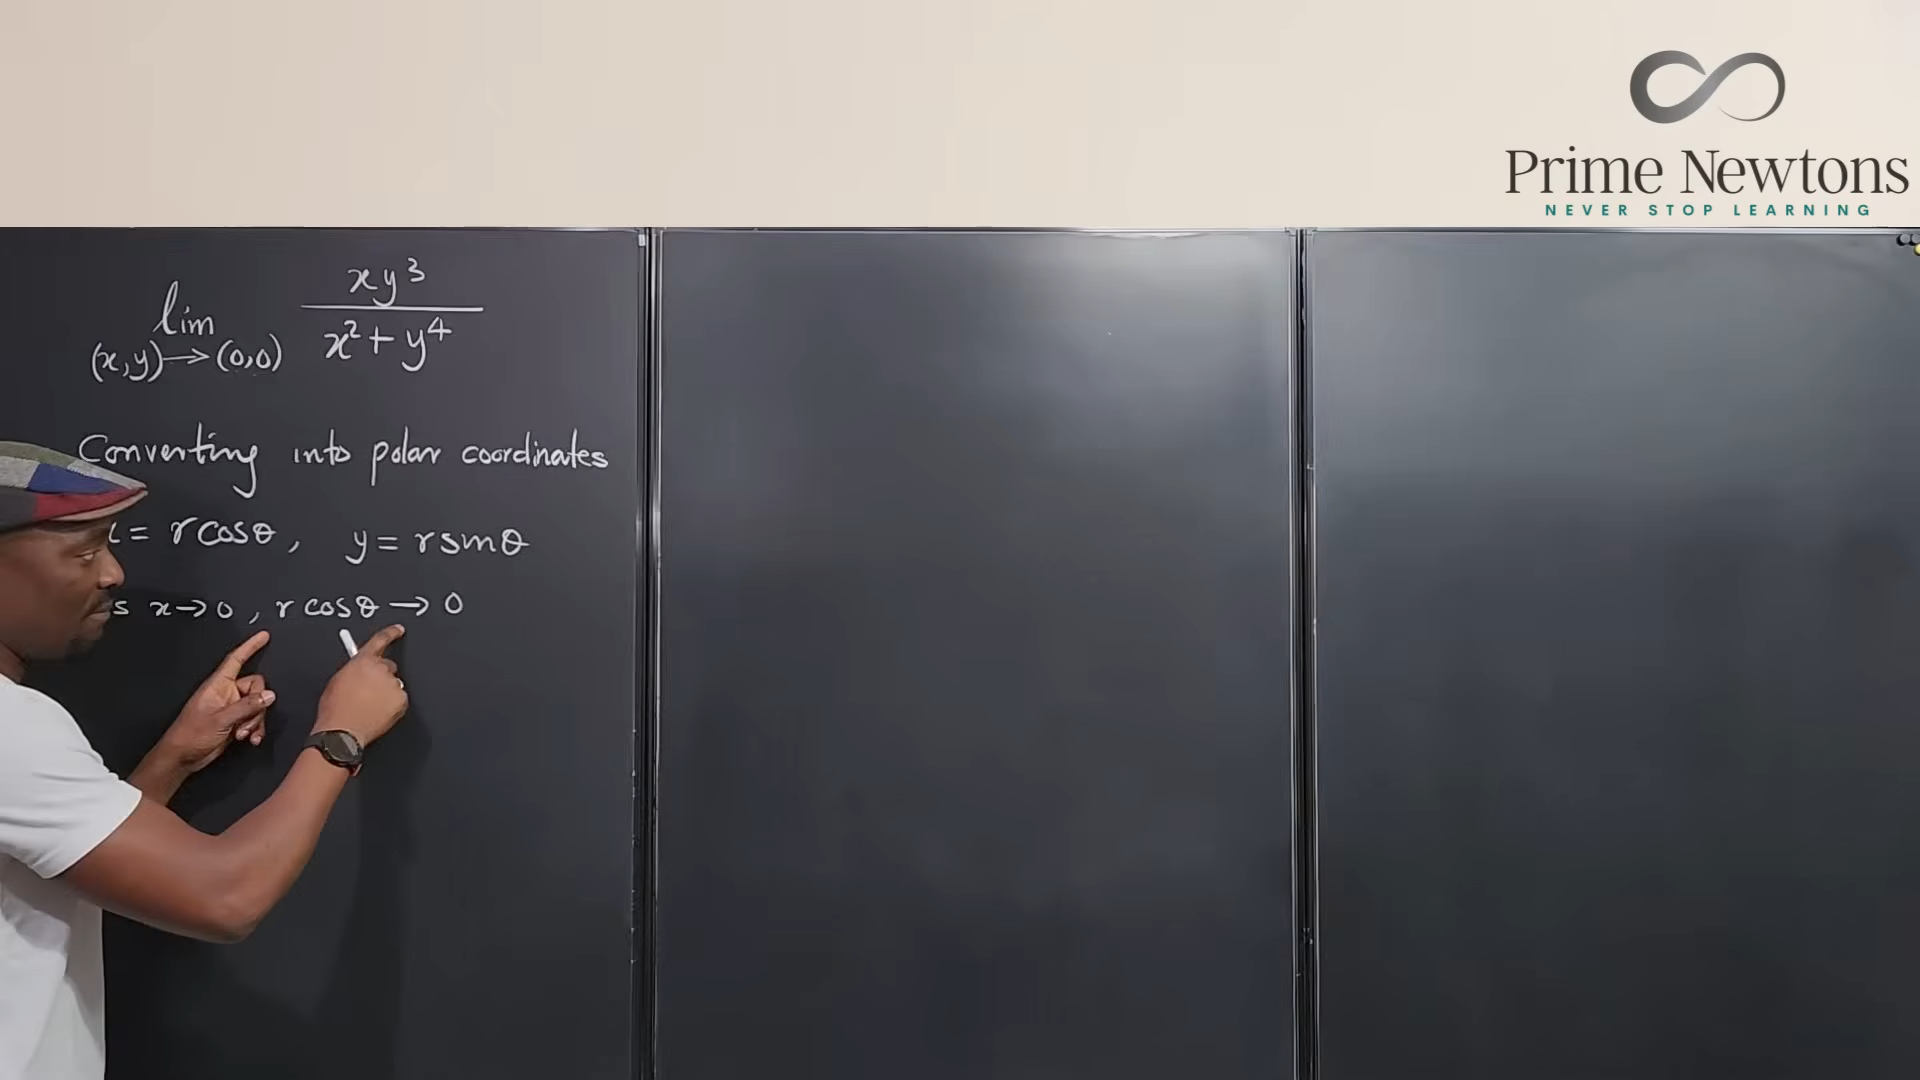 Prime Newtons
NEVER STOP LEARNING
lim xy³ / x² + y⁴
(x,y)→(0,0)
Converting into polar coordinates
= r cosθ, y = r sinθ
x→0, r cosθ → 0